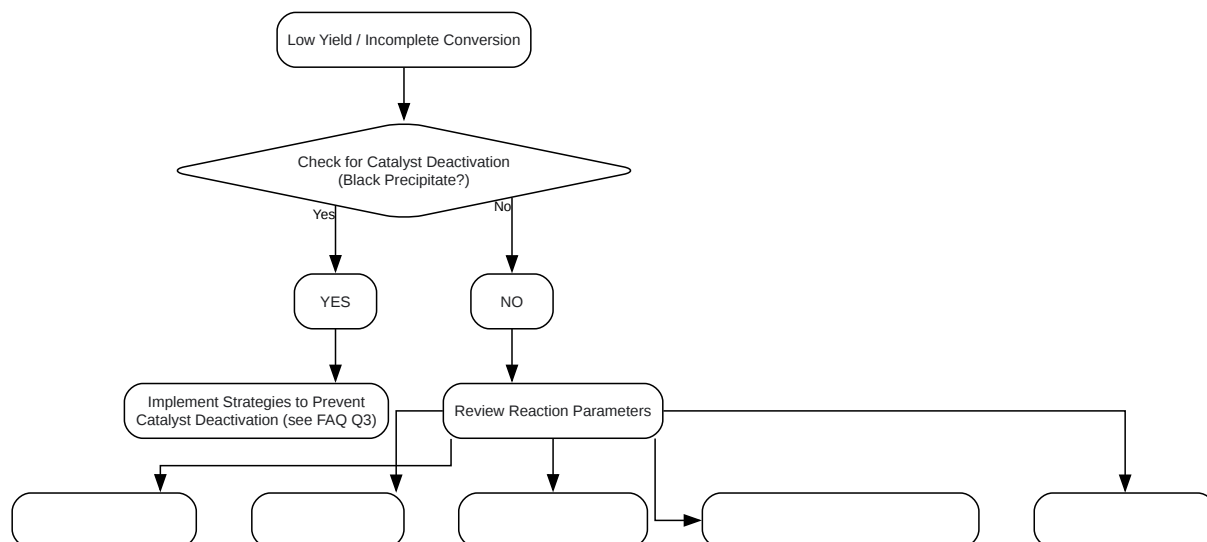 Low Yield / Incomplete Conversion
Check for Catalyst Deactivation
(Black Precipitate?)
Yes
No
YES
NO
Implement Strategies to Prevent
Catalyst Deactivation (see FAQ Q3)
Review Reaction Parameters